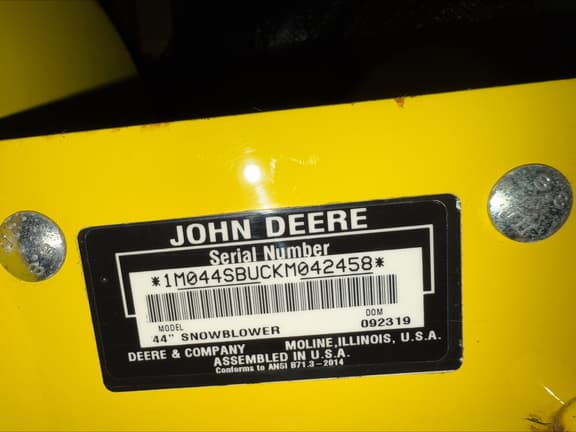 JOHN DEERE
Serial Number
*1M044SBUCKM042458*
MODEL DOM
44" SNOWBLOWER 092319
DEERE & COMPANY MOLINE, ILLINOIS, U.S.A.
ASSEMBLED IN U.S.A.
Conforms to ANSI B71.3-2014